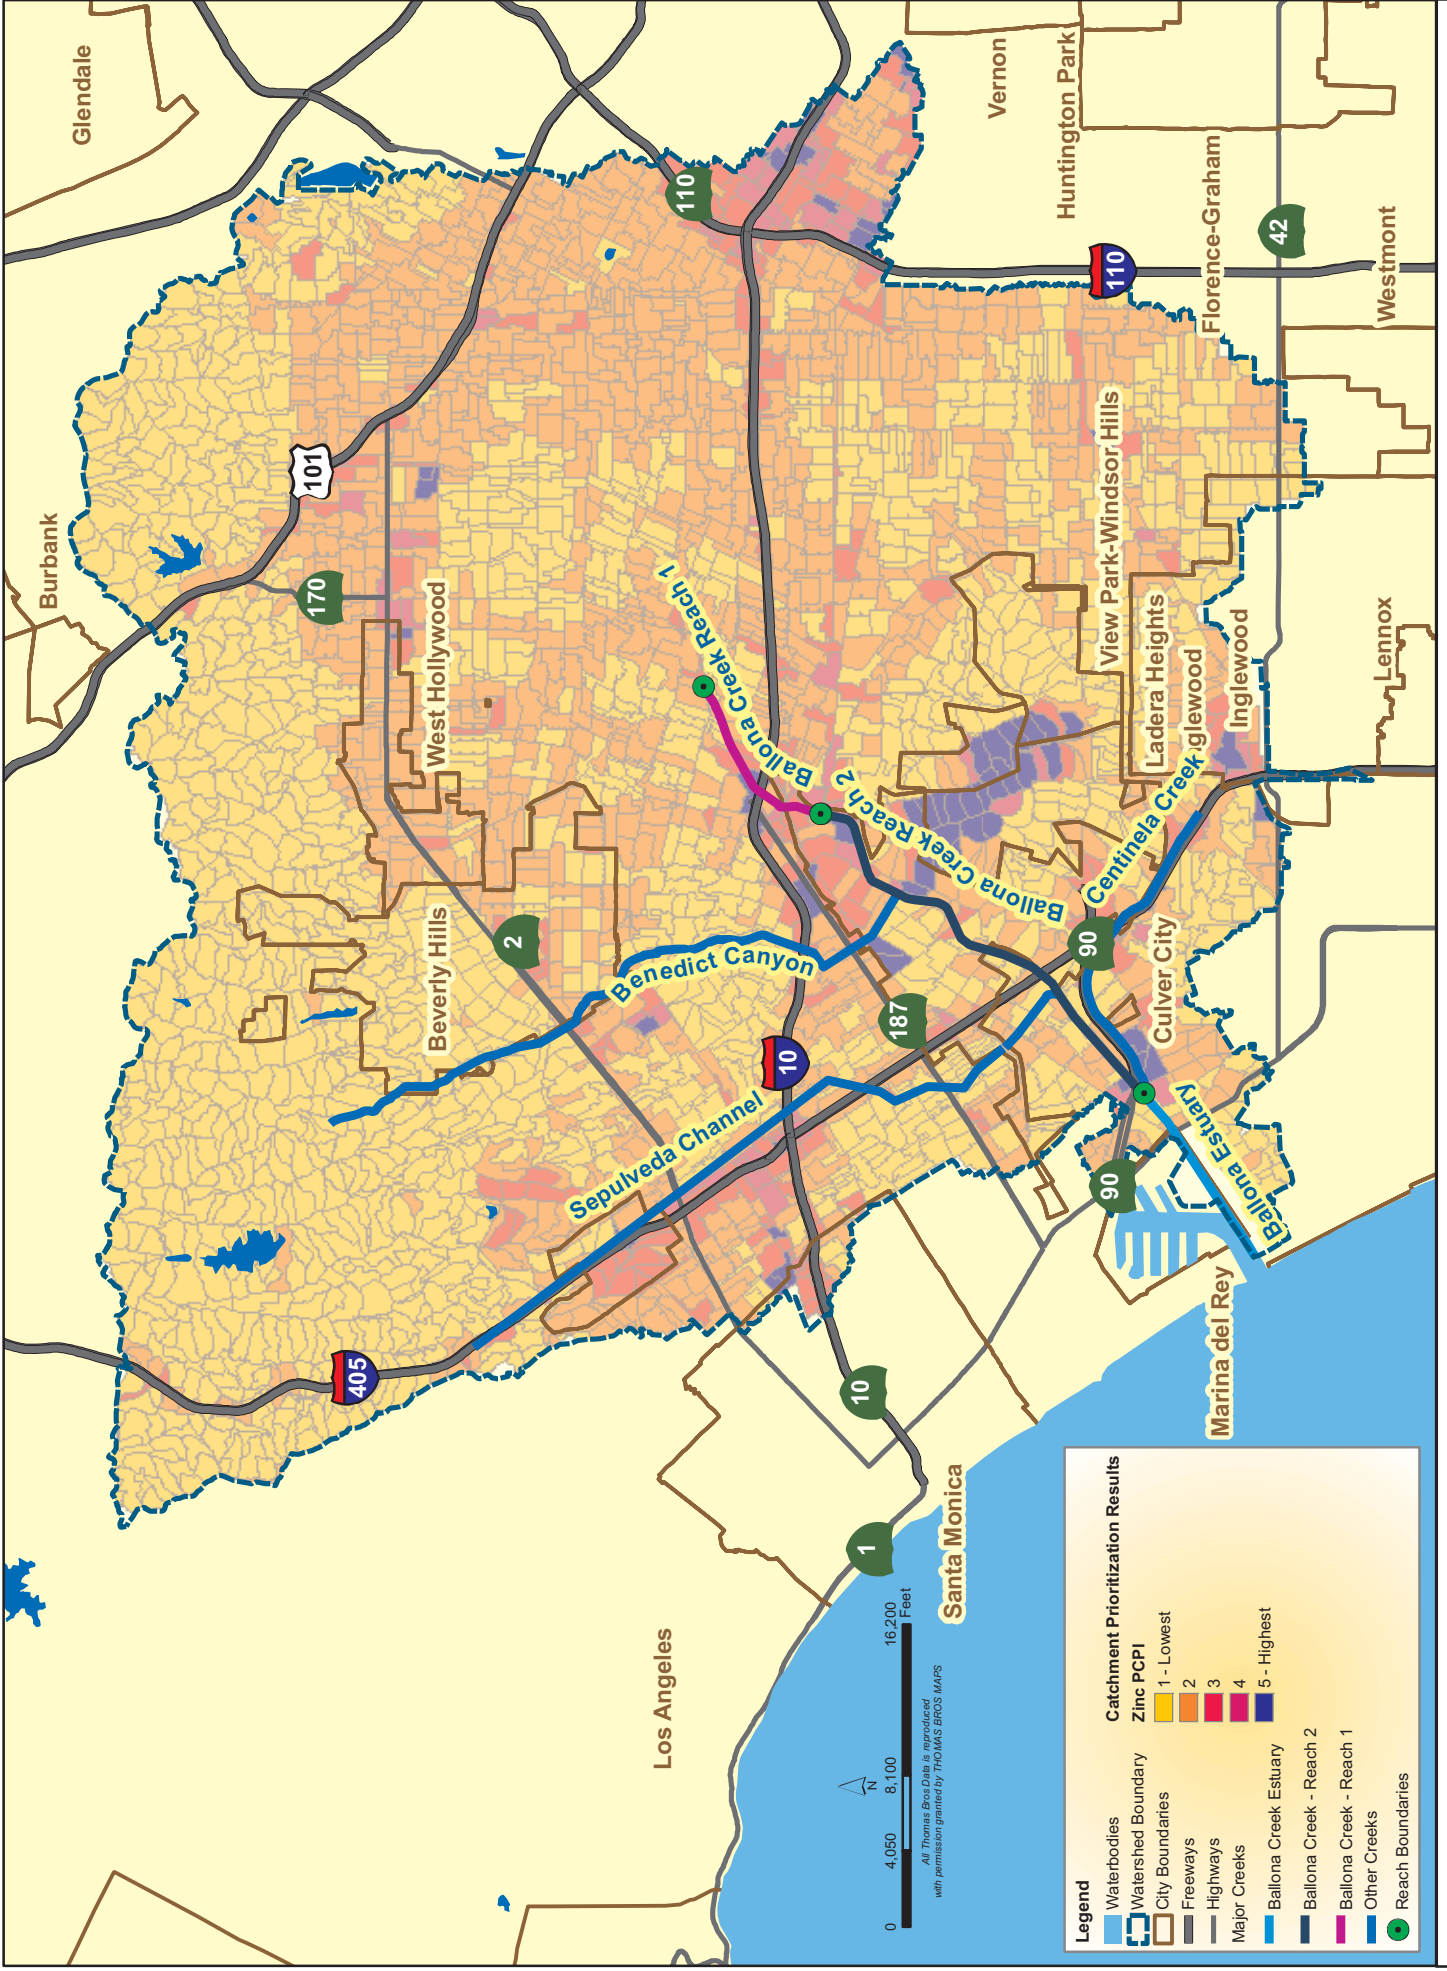 Glendale
Burbank
Vernon
Huntington Park
Florence-Graham
Westmont
Lennox
Inglewood
nglewood
Ladera Heights
View Park-Windsor Hills
West Hollywood
Beverly Hills
Culver City
Marina del Rey
Santa Monica
Los Angeles
101
170
110
110
42
2
187
10
90
90
405
10
1
Ballona Creek Reach 1
Ballona Creek Reach 2
Centinela Creek
Benedict Canyon
Sepulveda Channel
Ballona Estuary
N
0
4,050
8,100
16,200
Feet
All Thomas Bros Data is reproduced
with permission granted by THOMAS BROS MAPS
Legend
Waterbodies
Watershed Boundary
City Boundaries
Freeways
Highways
Major Creeks
Ballona Creek Estuary
Ballona Creek - Reach 2
Ballona Creek - Reach 1
Other Creeks
Reach Boundaries
Catchment Prioritization Results
Zinc PCPI
1 - Lowest
2
3
4
5 - Highest